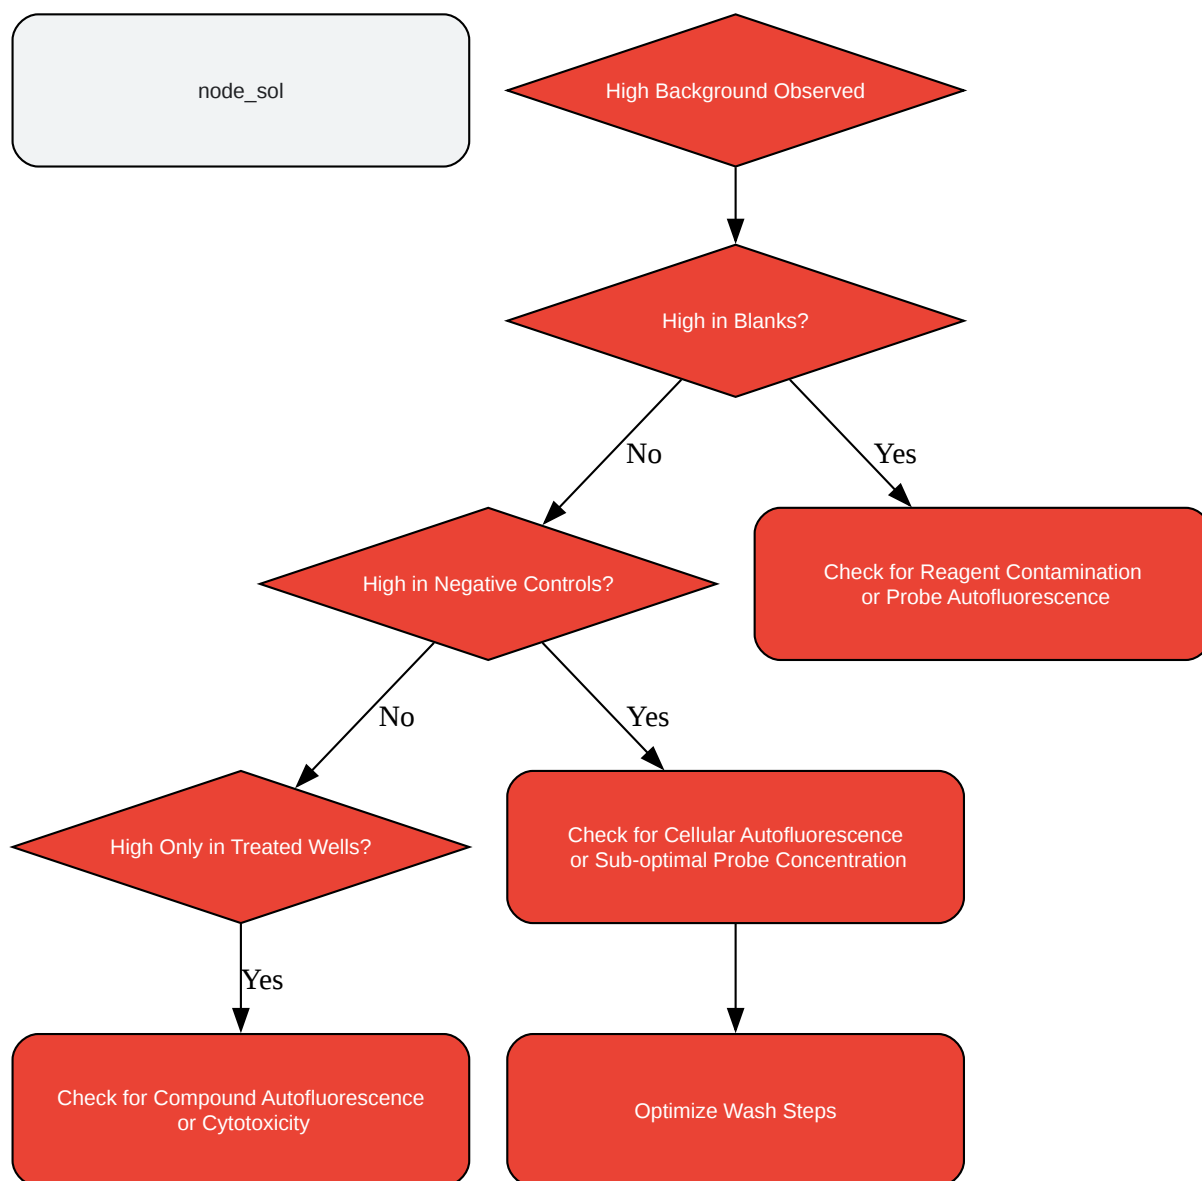 node_sol
High Background Observed
High in Blanks?
No
Yes
High in Negative Controls?
Check for Reagent Contamination
or Probe Autofluorescence
No
Yes
High Only in Treated Wells?
Check for Cellular Autofluorescence
or Sub-optimal Probe Concentration
Yes
Check for Compound Autofluorescence
or Cytotoxicity
Optimize Wash Steps